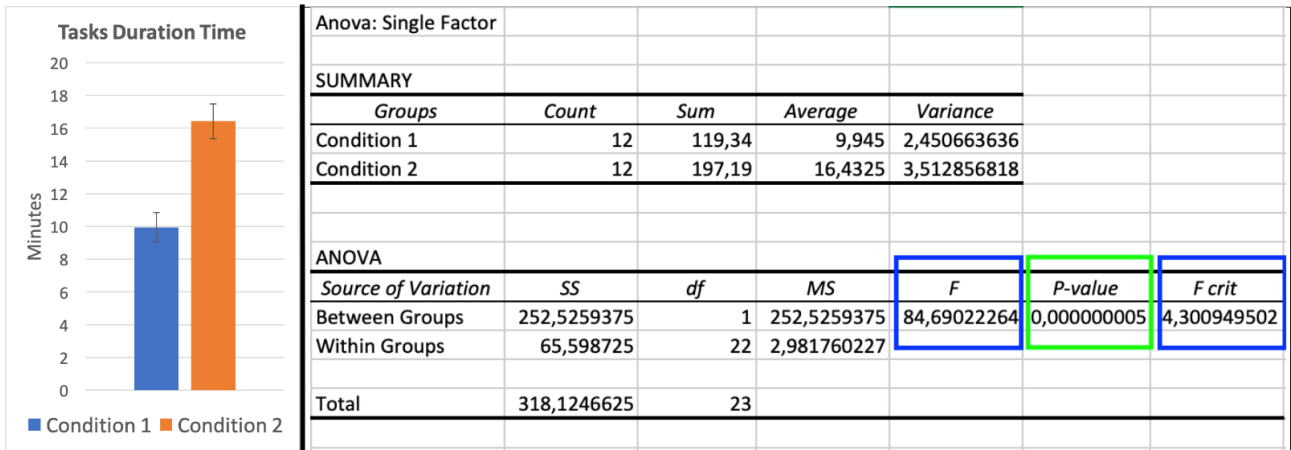 Tasks Duration Time
20
18
16
14
12
10
8
6
4
2
0
Minutes
Condition 1 Condition 2
Anova: Single Factor
SUMMARY
Groups Count Sum Average Variance
Condition 1 12 119,34 9,945 2,450663636
Condition 2 12 197,19 16,4325 3,512856818
ANOVA
Source of Variation SS df MS F P-value F crit
Between Groups 252,5259375 1 252,5259375 84,69022264 0,000000005 4,300949502
Within Groups 65,598725 22 2,981760227
Total 318,1246625 23